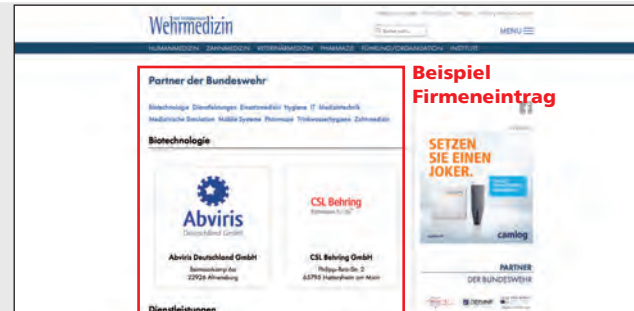 Wehrmedizin
MENU
HUMANMEDIZIN ZAHNMEDIZIN VETERINÄRMEDIZIN PHARMAZIE FÜHRUNG/ORGANISATION INSTITUTE
Partner der Bundeswehr
Beispiel
Firmeneintrag
Biotechnologie Dienstleistungen Einsatzmedizin Hygiene IT Medizintechnik
Medizinische Simulation Mobile Systeme Pharmazie Trinkwasserhygiene Zahnmedizin
Biotechnologie
SETZEN
SIE EINEN
JOKER.
Abviris
Deutschland GmbH
CSL Behring
camlog
Abviris Deutschland GmbH
22926 Ahrensburg
CSL Behring GmbH
65795 Hattersheim am Main
PARTNER
DER BUNDESWEHR
Dienstleistungen